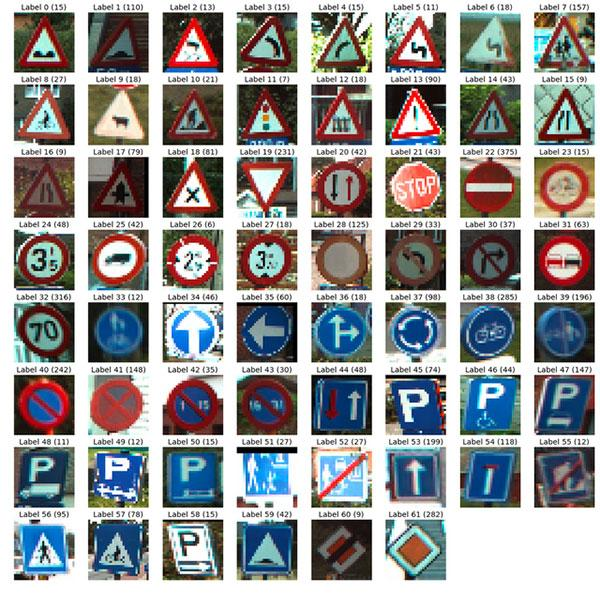 Label 0 (15) Label 1 (110) Label 2 (13) Label 3 (15) Label 4 (15) Label 5 (11) Label 6 (18) Label 7 (157)
Label 8 (27) Label 9 (18) Label 10 (21) Label 11 (7) Label 12 (18) Label 13 (90) Label 14 (43) Label 15 (9)
Label 16 (9) Label 17 (79) Label 18 (81) Label 19 (231) Label 20 (42) Label 21 (43) Label 22 (375) Label 23 (15)
STOP
Label 24 (48) Label 25 (42) Label 26 (6) Label 27 (18) Label 28 (125) Label 29 (33) Label 30 (37) Label 31 (63)
Label 32 (316) Label 33 (12) Label 34 (46) Label 35 (60) Label 36 (18) Label 37 (98) Label 38 (285) Label 39 (196)
70
Label 40 (242) Label 41 (148) Label 42 (35) Label 43 (30) Label 44 (48) Label 45 (74) Label 46 (44) Label 47 (147)
P P P
Label 48 (11) Label 49 (12) Label 50 (15) Label 51 (27) Label 52 (27) Label 53 (199) Label 54 (118) Label 55 (12)
P P P
Label 56 (95) Label 57 (78) Label 58 (15) Label 59 (42) Label 60 (9) Label 61 (282)
P